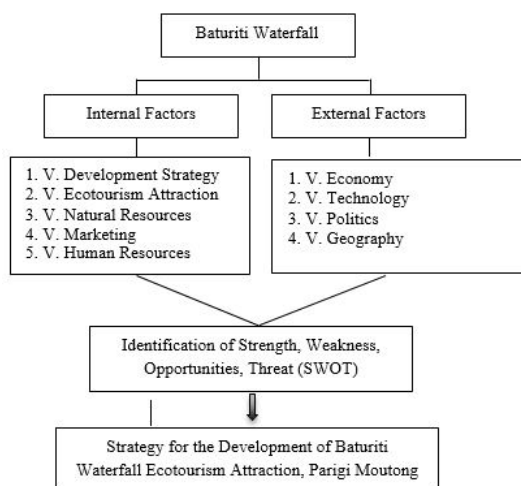 Baturiti Waterfall
Internal Factors
External Factors
1. V. Development Strategy
2. V. Ecotourism Attraction
3. V. Natural Resources
4. V. Marketing
5. V. Human Resources
1. V. Economy
2. V. Technology
3. V. Politics
4. V. Geography
Identification of Strength, Weakness,
Opportunities, Threat (SWOT)
Strategy for the Development of Baturiti
Waterfall Ecotourism Attraction, Parigi Moutong